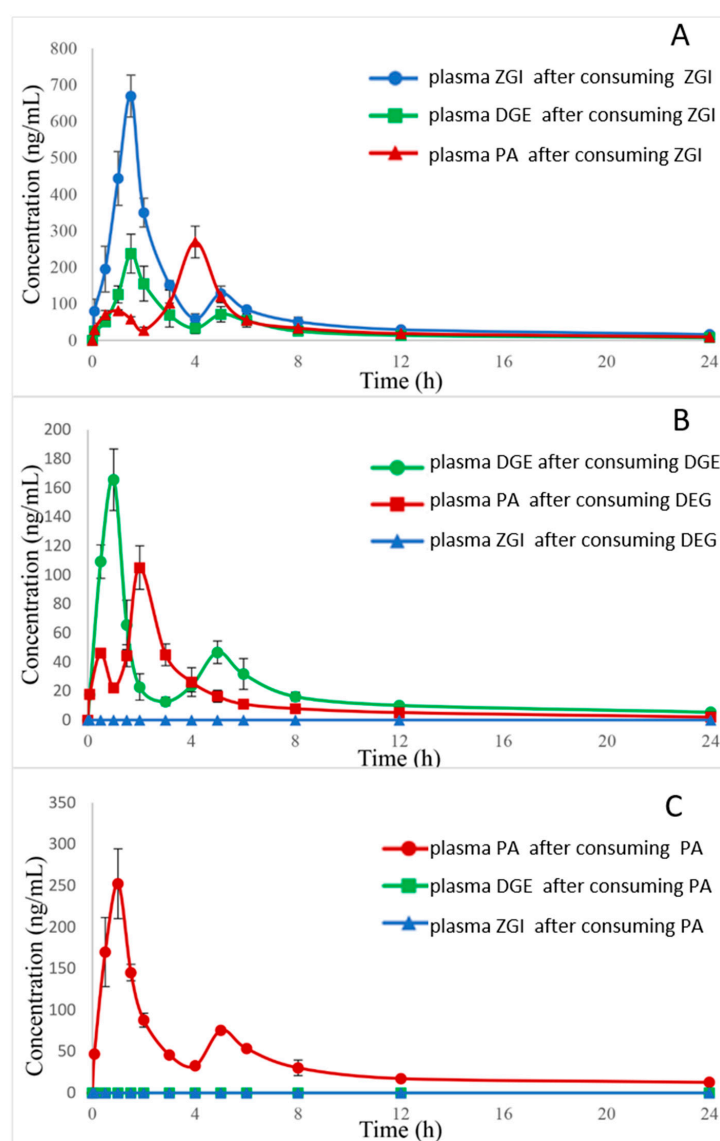 A
800
700
600
500
400
300
200
100
0
Concentration (ng/mL)
plasma ZGI after consuming ZGI
plasma DGE after consuming ZGI
plasma PA after consuming ZGI
0 4 8 12 16 20 24
Time (h)
B
200
180
160
140
120
100
80
60
40
20
0
Concentration (ng/mL)
plasma DGE after consuming DGE
plasma PA after consuming DEG
plasma ZGI after consuming DEG
0 4 8 12 16 20 24
Time (h)
C
350
300
250
200
150
100
50
0
Concentration (ng/mL)
plasma PA after consuming PA
plasma DGE after consuming PA
plasma ZGI after consuming PA
0 4 8 12 16 20 24
Time (h)